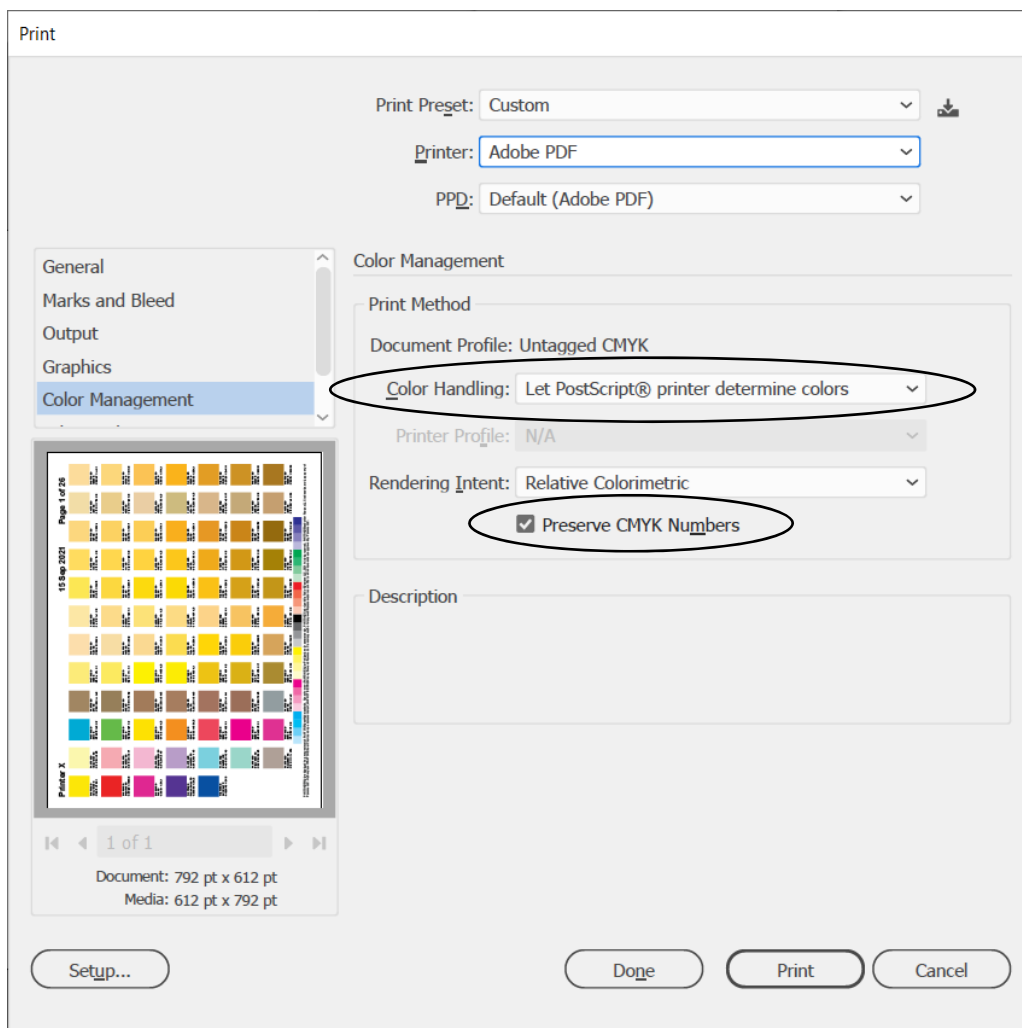 Print
Print Preset: Custom
Printer: Adobe PDF
PPD: Default (Adobe PDF)
General
Marks and Bleed
Output
Graphics
Color Management
Color Management
Print Method
Document Profile: Untagged CMYK
Color Handling: Let PostScript® printer determine colors
Printer Profile: N/A
Rendering Intent: Relative Colorimetric
Preserve CMYK Numbers
Description
Page 1 of 26
15 Sep 2021
Printer X
1 of 1
Document: 792 pt x 612 pt
Media: 612 pt x 792 pt
Setup...
Done
Print
Cancel